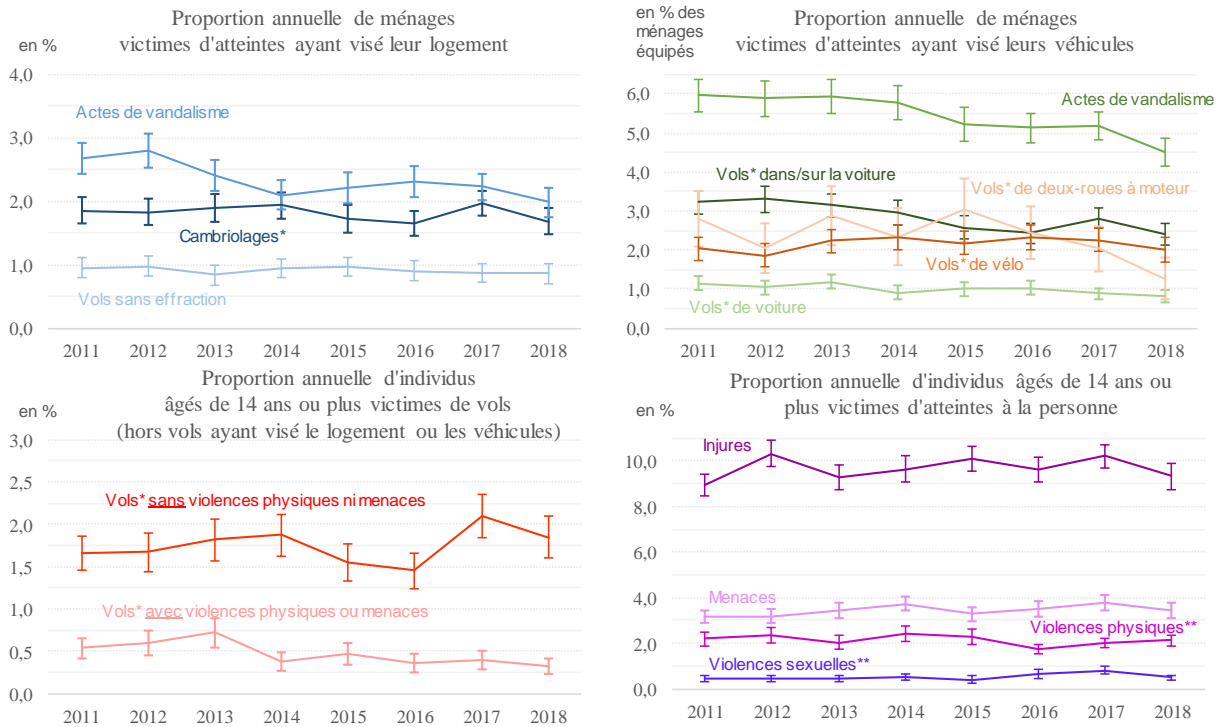 Proportion annuelle de ménages
victimes d'atteintes ayant visé leur logement
en %
4,0
3,0
2,0
1,0
0,0
Actes de vandalisme
Cambriolages*
Vols sans effraction
2011 2012 2013 2014 2015 2016 2017 2018
Proportion annuelle de ménages
victimes d'atteintes ayant visé leurs véhicules
en % des
ménages
équipés
6,0
5,0
4,0
3,0
2,0
1,0
0,0
Actes de vandalisme
Vols* dans/sur la voiture
Vols* de deux-roues à moteur
Vols* de vélo
Vols* de voiture
2011 2012 2013 2014 2015 2016 2017 2018
Proportion annuelle d'individus
âgés de 14 ans ou plus victimes de vols
(hors vols ayant visé le logement ou les véhicules)
en %
3,0
2,5
2,0
1,5
1,0
0,5
0,0
Vols* sans violences physiques ni menaces
Vols* avec violences physiques ou menaces
2011 2012 2013 2014 2015 2016 2017 2018
Proportion annuelle d'individus âgés de 14 ans ou
plus victimes d'atteintes à la personne
en %
10,0
8,0
6,0
4,0
2,0
0,0
Injures
Menaces
Violences physiques**
Violences sexuelles**
2011 2012 2013 2014 2015 2016 2017 2018